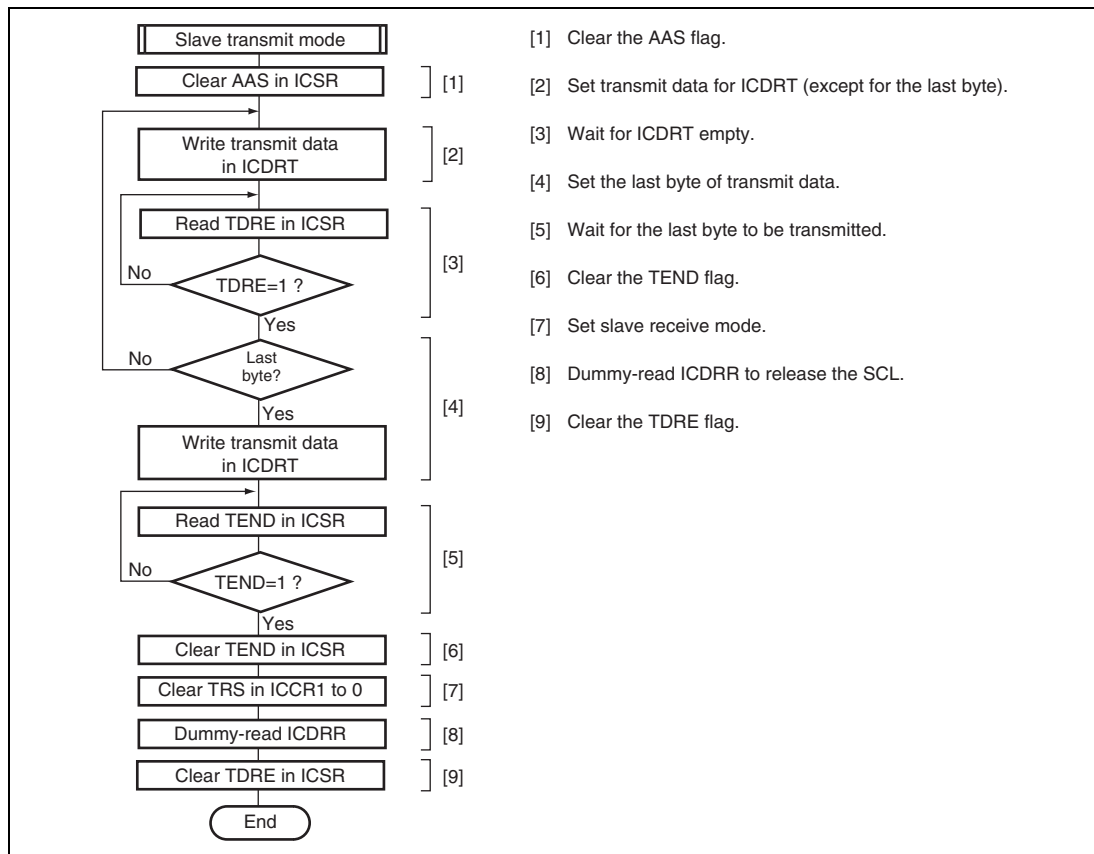 Slave transmit mode
Clear AAS in ICSR
[1]
Write transmit data
in ICDRT
[2]
Read TDRE in ICSR
No
TDRE=1 ?
[3]
Yes
No
Last
byte?
[4]
Yes
Write transmit data
in ICDRT
Read TEND in ICSR
No
TEND=1 ?
[5]
Yes
Clear TEND in ICSR
[6]
Clear TRS in ICCR1 to 0
[7]
Dummy-read ICDRR
[8]
Clear TDRE in ICSR
[9]
End
[1] Clear the AAS flag.
[2] Set transmit data for ICDRT (except for the last byte).
[3] Wait for ICDRT empty.
[4] Set the last byte of transmit data.
[5] Wait for the last byte to be transmitted.
[6] Clear the TEND flag.
[7] Set slave receive mode.
[8] Dummy-read ICDRR to release the SCL.
[9] Clear the TDRE flag.